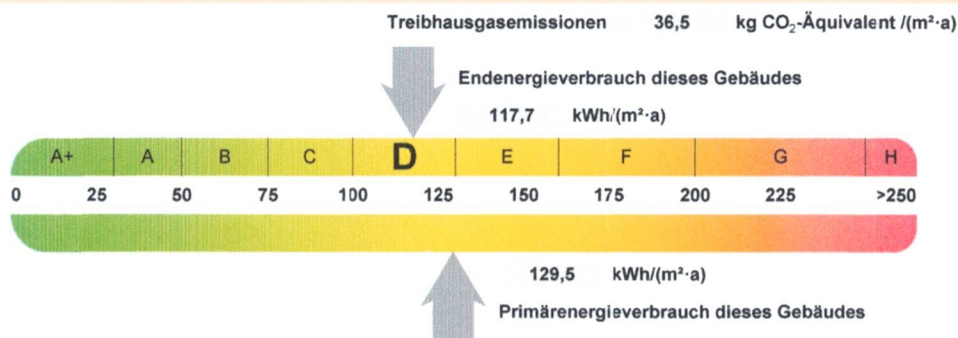 Treibhausgasemissionen 36,5 kg CO₂-Äquivalent /(m²·a)
Endenergieverbrauch dieses Gebäudes
117,7 kWh/(m²·a)
A+ A B C D E F G H
0 25 50 75 100 125 150 175 200 225 >250
129,5 kWh/(m²·a)
Primärenergieverbrauch dieses Gebäudes